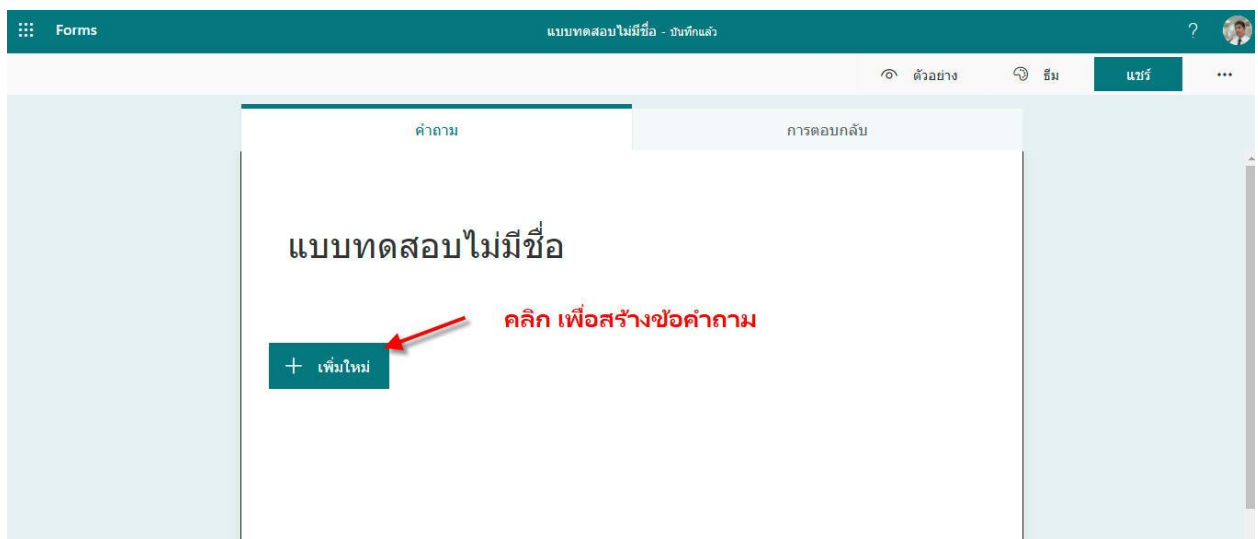 Forms
แบบทดสอบไม่มีชื่อ - บันทึกแล้ว
?
ตัวอย่าง
ธีม
แชร์
...
คำถาม
การตอบกลับ
แบบทดสอบไม่มีชื่อ
คลิก เพื่อสร้างข้อคำถาม
+ เพิ่มใหม่